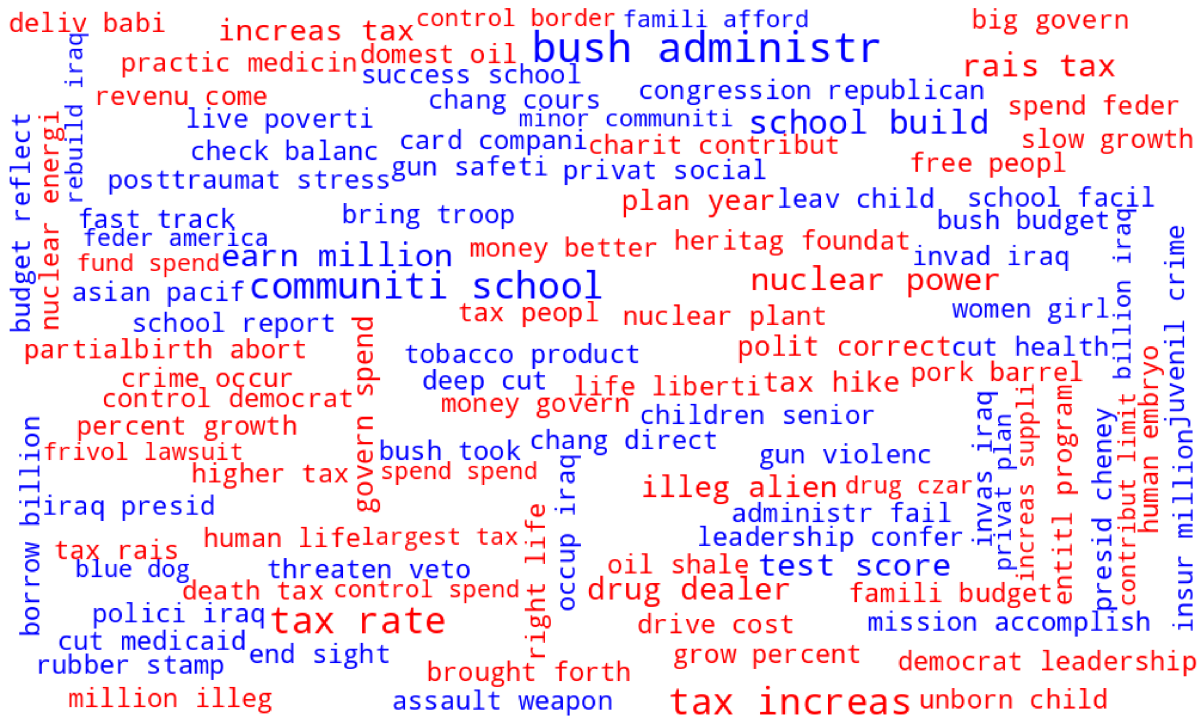 deliv babi
increas tax
control border
famili afford
big govern
practic medicin
domest oil
bush administr
rais tax
success school
revenu come
chang cours
congression republican
spend feder
live poverti
card compani
minor communiti
school build
slow growth
check balanc
gun safeti
charit contribut
privat social
free peopl
posttraumat stress
rebuild iraq
nuclear energi
budget reflect
fast track
bring troop
plan year
leav child
school facil
bush budget
feder america
fund spend
earn million
money better
heritag foundat
invad iraq
asian pacif
communiti school
nuclear power
billion iraq
juvenil crime
school report
tax peopl
nuclear plant
women girl
partialbirth abort
govern spend
tobacco product
polit correct
cut health
crime occur
deep cut
life liberti
tax hike
pork barrel
control democrat
money govern
children senior
percent growth
frivol lawsuit
bush took
chang direct
gun violenc
higher tax
spend spend
illeg alien
drug czar
invas iraq
privat plan
increas suppli
entitl program
presid cheney
contribut limit
human embryo
insur million
borrow billion
iraq presid
occup iraq
right life
administr fail
human life
largest tax
leadership confer
tax rais
blue dog
threaten veto
oil shale
test score
death tax
control spend
drug dealer
famili budget
polici iraq
tax rate
drive cost
mission accomplish
cut medicaid
end sight
rubber stamp
brought forth
grow percent
democrat leadership
million illeg
assault weapon
tax increas
unborn child